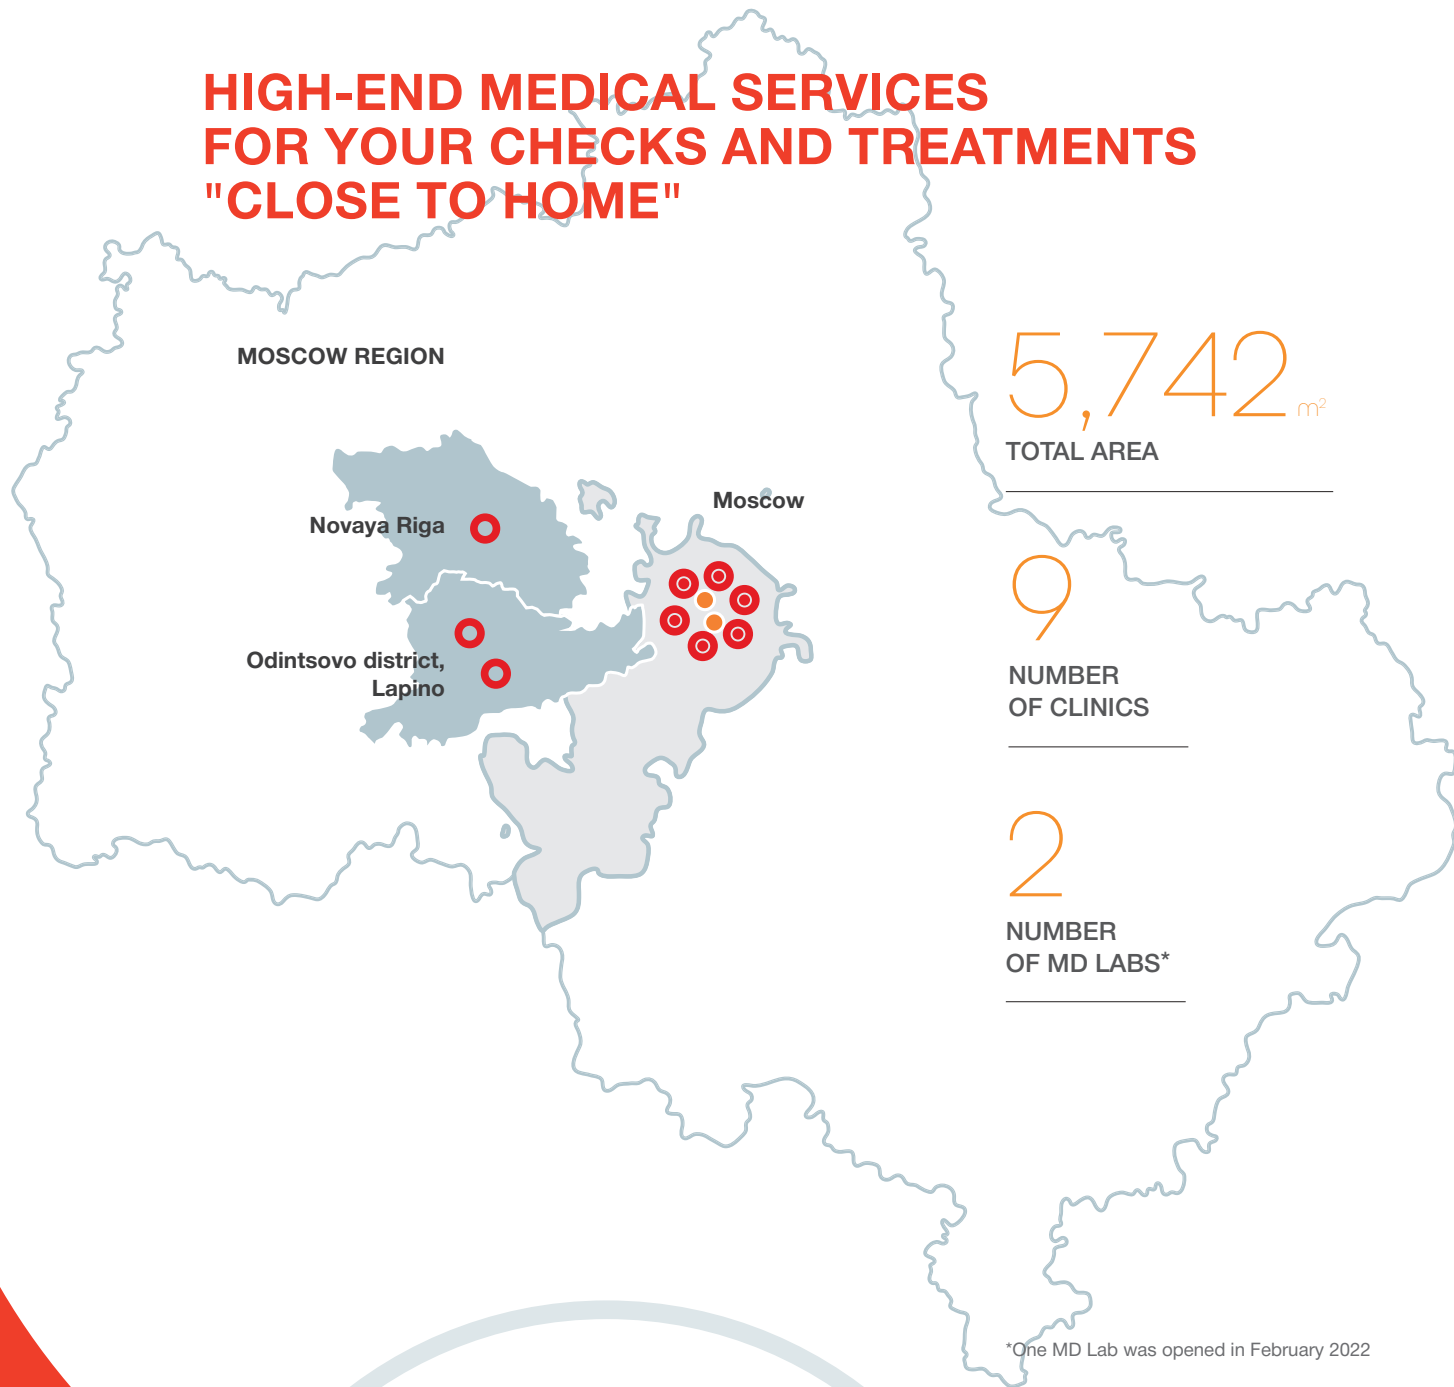 HIGH-END MEDICAL SERVICES
FOR YOUR CHECKS AND TREATMENTS
"CLOSE TO HOME"
MOSCOW REGION
Novaya Riga
Odintsovo district,
Lapino
Moscow
5,742 m²
TOTAL AREA
9
NUMBER
OF CLINICS
2
NUMBER
OF MD LABS*
*One MD Lab was opened in February 2022